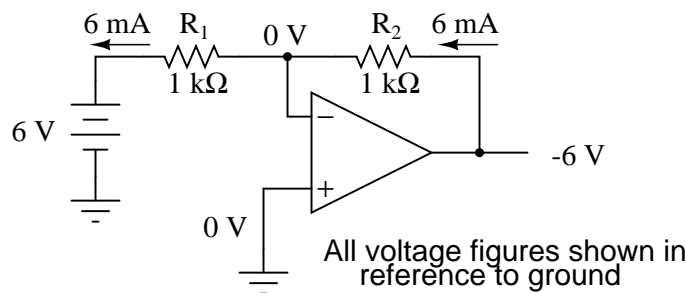 6 mA R₁ 0 V R₂ 6 mA
1 kΩ 1 kΩ
6 V
−
-6 V
+
0 V
All voltage figures shown in
reference to ground